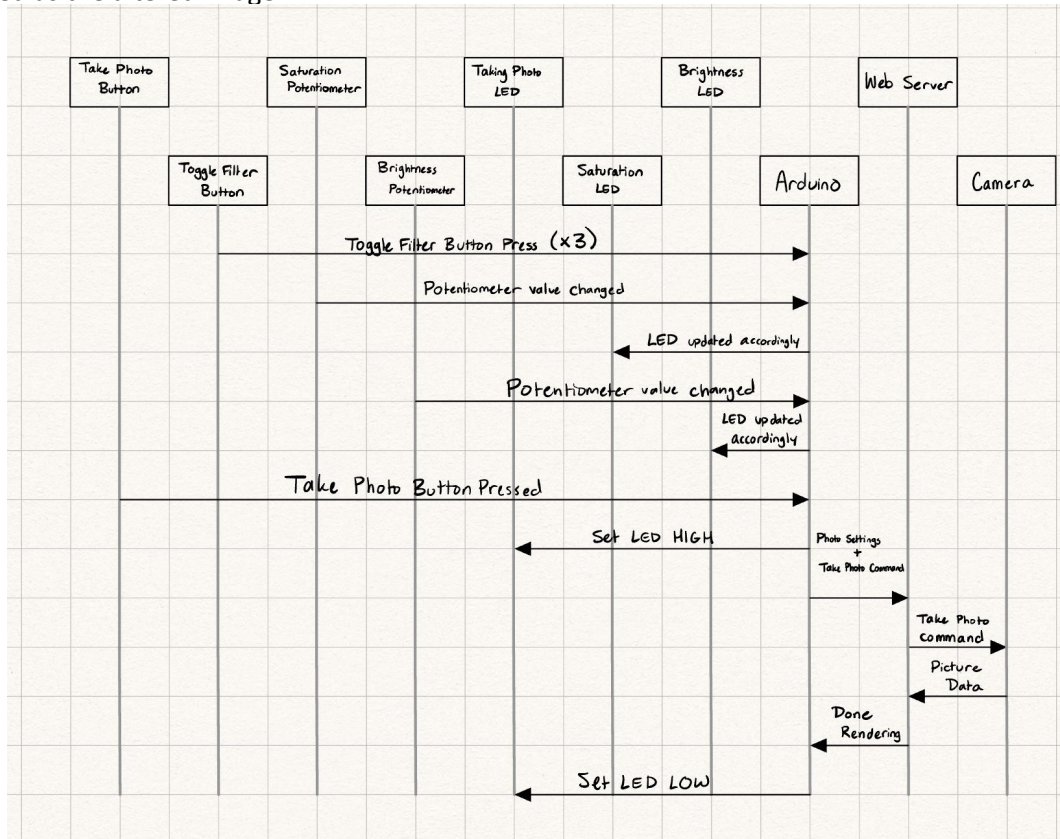 Take Photo
Button
Saturation
Potentiometer
Taking Photo
LED
Brightness
LED
Web Server
Toggle Filter
Button
Brightness
Potentiometer
Saturation
LED
Arduino
Camera
Toggle Filter Button Press (x3)
Potentiometer value changed
LED updated accordingly
Potentiometer value changed
LED updated
accordingly
Take Photo Button Pressed
Set LED HIGH
Photo Settings
+
Take Photo Command
Take Photo
command
Picture
Data
Done
Rendering
Set LED LOW